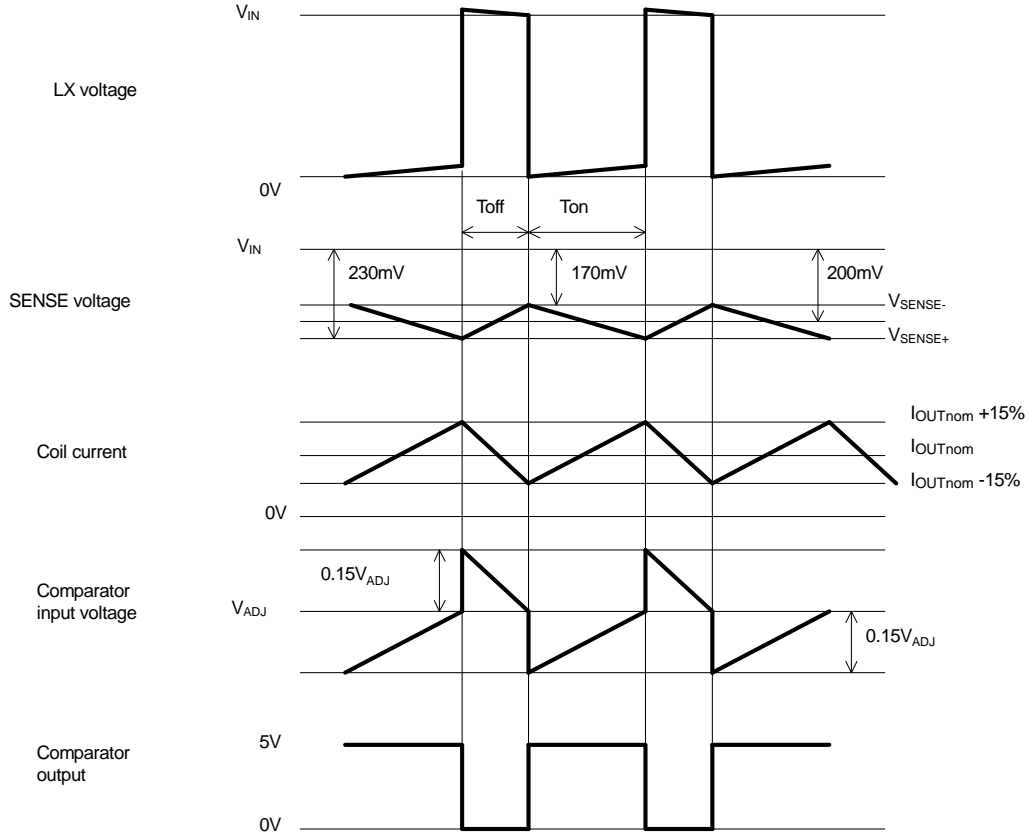 VIN
LX voltage
0V
Toff Ton
VIN
230mV 170mV 200mV
SENSE voltage
VSENSE-
VSENSE+
IOUTnom +15%
Coil current
IOUTnom
IOUTnom -15%
0V
0.15VADJ
Comparator
input voltage
VADJ
0.15VADJ
5V
Comparator
output
0V